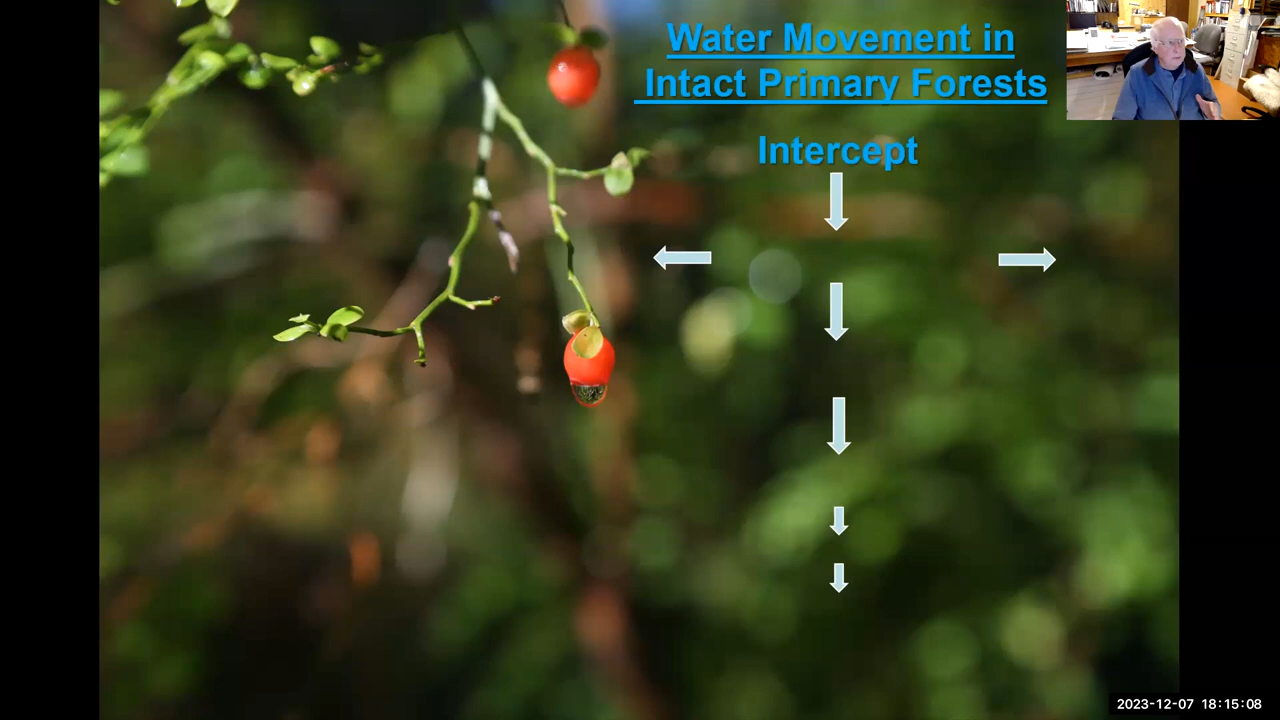 Water Movement in
Intact Primary Forests
Intercept
2023-12-07 18:15:08